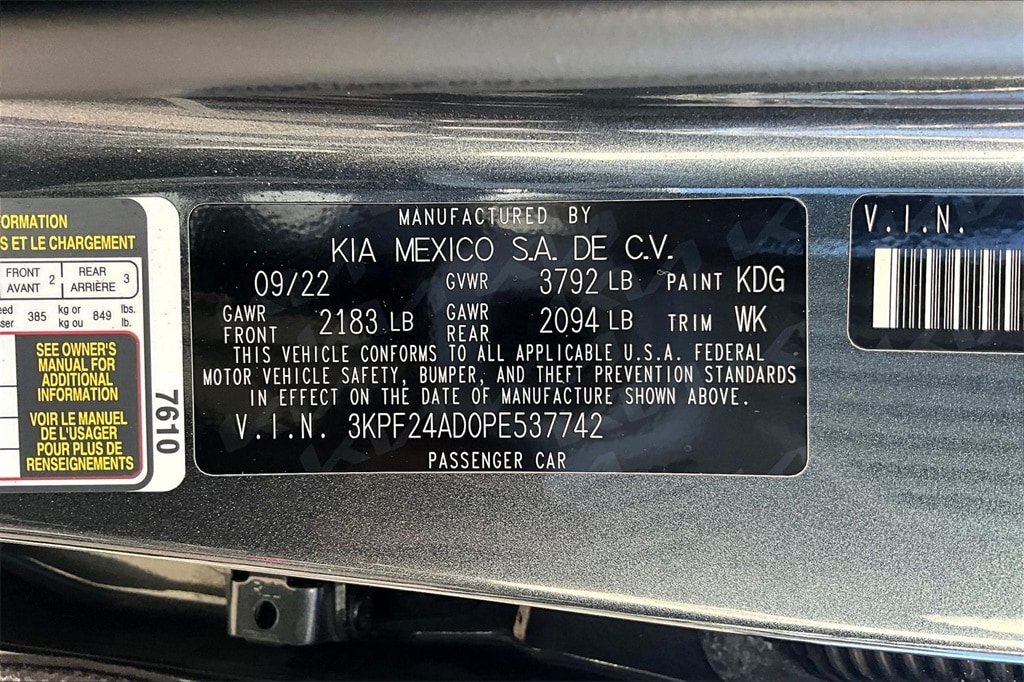 ORMATION
S ET LE CHARGEMENT
FRONT 2 REAR 3
AVANT ARRIÈRE
385 kg or 849 lbs.
kg ou lb.
SEE OWNER'S
MANUAL FOR
ADDITIONAL
INFORMATION
VOIR LE MANUEL
DE L'USAGER
POUR PLUS DE
RENSEIGNEMENTS
7610
MANUFACTURED BY
KIA MEXICO S.A. DE C.V.
09/22 GVWR 3792 LB PAINT KDG
GAWR FRONT 2183 LB GAWR REAR 2094 LB TRIM WK
THIS VEHICLE CONFORMS TO ALL APPLICABLE U.S.A. FEDERAL
MOTOR VEHICLE SAFETY, BUMPER, AND THEFT PREVENTION STANDARDS
IN EFFECT ON THE DATE OF MANUFACTURE SHOWN ABOVE.
V.I.N. 3KPF24AD0PE537742
PASSENGER CAR
V.I.N.